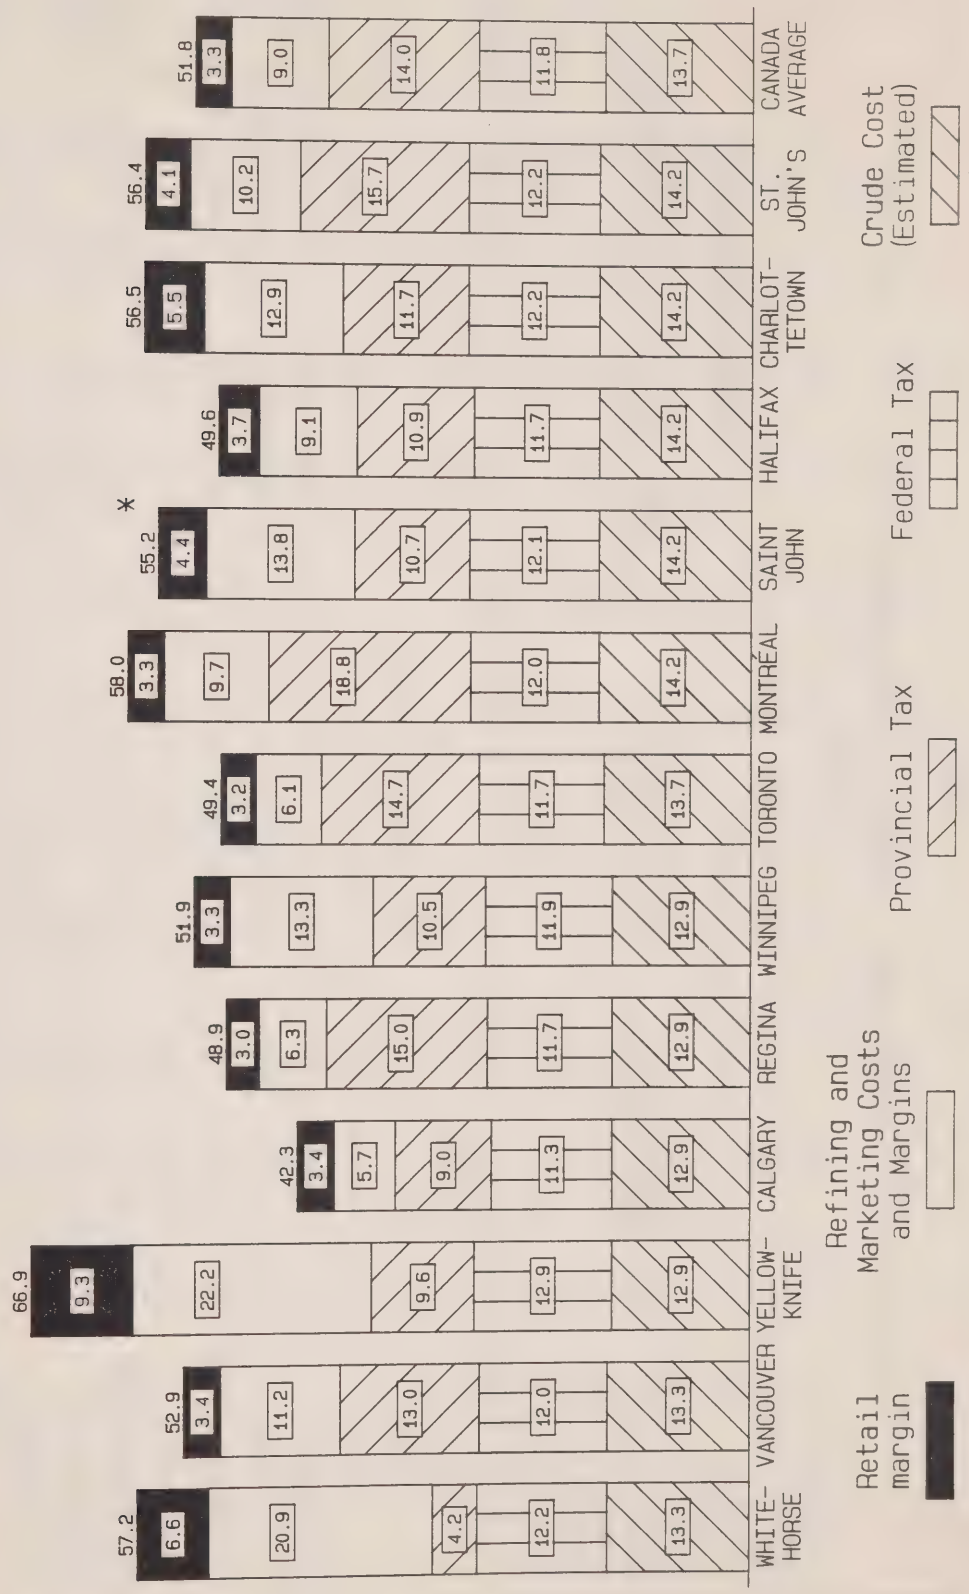 57.2
6.6
20.9
4.2
12.2
13.3
WHITE-
HORSE
52.9
3.4
11.2
13.0
12.0
13.3
VANCOUVER
66.9
9.3
22.2
9.6
12.9
12.9
YELLOW-
KNIFE
42.3
3.4
5.7
9.0
11.3
12.9
CALGARY
48.9
3.0
6.3
15.0
11.7
12.9
REGINA
51.9
3.3
13.3
10.5
11.9
12.9
WINNIPEG
49.4
3.2
6.1
14.7
11.7
13.7
TORONTO
58.0
3.3
9.7
18.8
12.0
14.2
MONTRÉAL
55.2 *
4.4
13.8
10.7
12.1
14.2
SAINT
JOHN
49.6
3.7
9.1
10.9
11.7
14.2
HALIFAX
56.5
5.5
12.9
11.7
12.2
14.2
CHARLOT-
TETOWN
56.4
4.1
10.2
15.7
12.2
14.2
ST.
JOHN'S
51.8
3.3
9.0
14.0
11.8
13.7
CANADA
AVERAGE
Retail
margin
Refining and
Marketing Costs
and Margins
Provincial Tax
Federal Tax
Crude Cost
(Estimated)